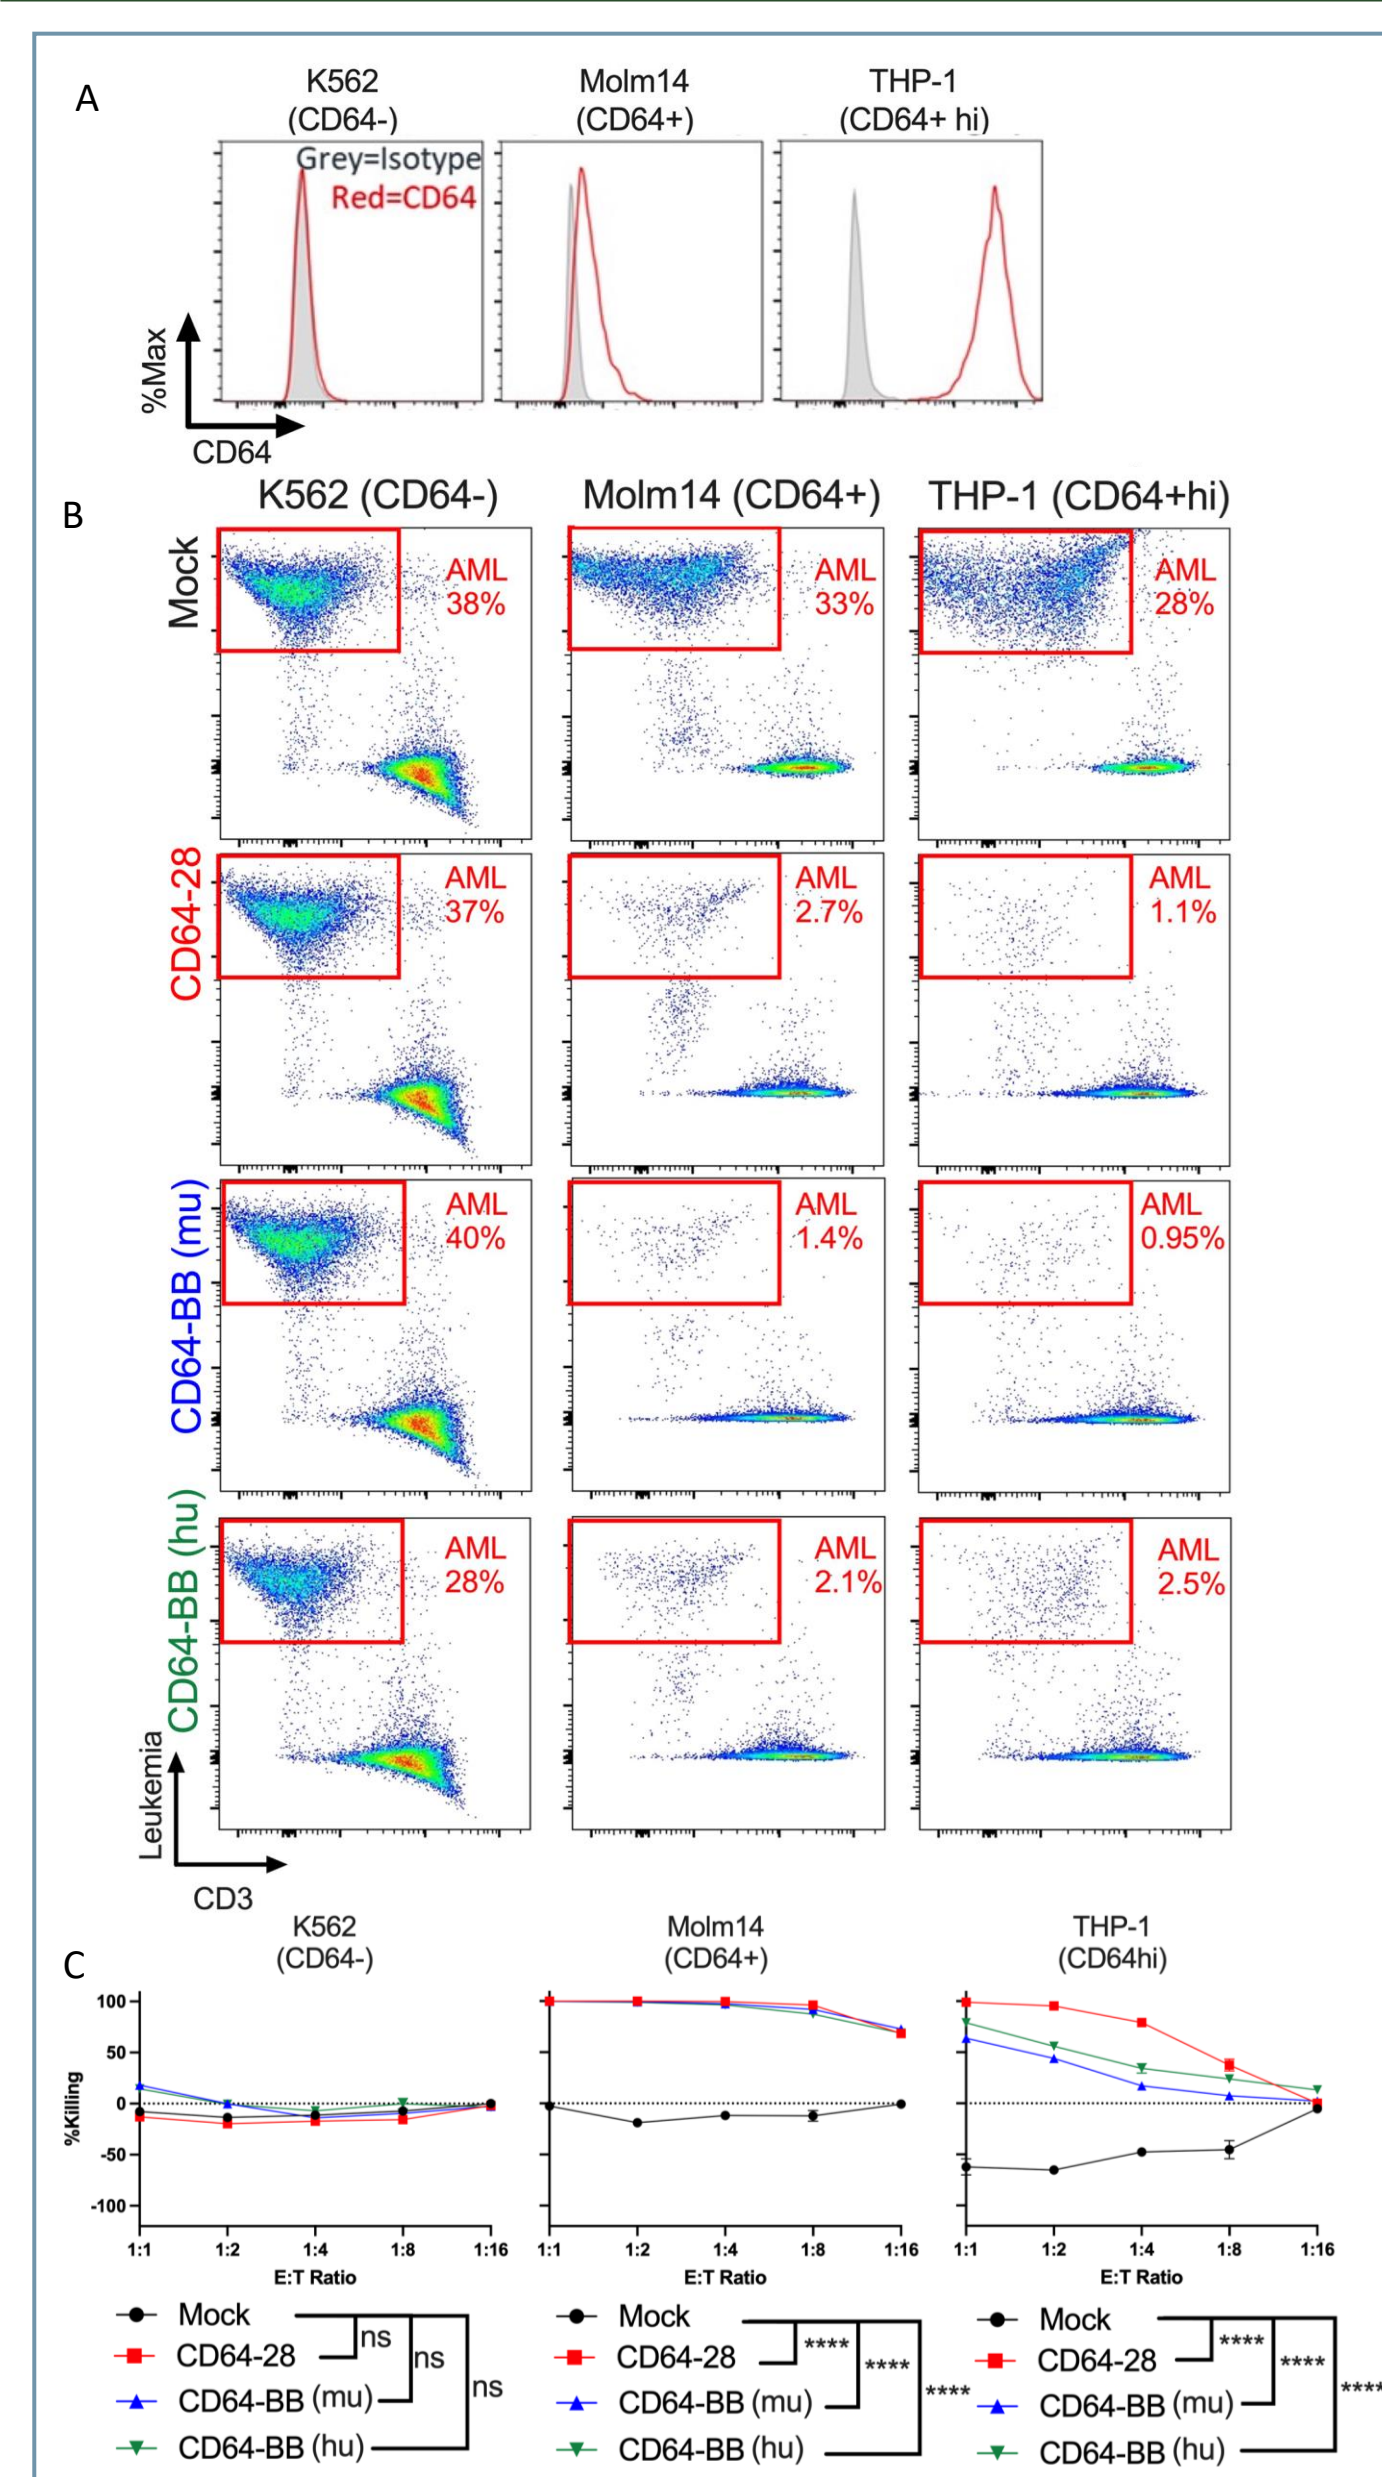 A
K562
(CD64-)
Molm14
(CD64+)
THP-1
(CD64+ hi)
Grey=Isotype
Red=CD64
%Max
CD64
B
K562 (CD64-)
Molm14 (CD64+)
THP-1 (CD64+hi)
Mock
AML
38%
AML
33%
AML
28%
CD64-28
AML
37%
AML
2.7%
AML
1.1%
CD64-BB (mu)
AML
40%
AML
1.4%
AML
0.95%
CD64-BB (hu)
AML
28%
AML
2.1%
AML
2.5%
Leukemia
CD3
C
K562
(CD64-)
Molm14
(CD64+)
THP-1
(CD64hi)
%Killing
100
50
0
-50
-100
1:1 1:2 1:4 1:8 1:16
E:T Ratio
1:1 1:2 1:4 1:8 1:16
E:T Ratio
1:1 1:2 1:4 1:8 1:16
E:T Ratio
Mock
CD64-28
CD64-BB (mu)
CD64-BB (hu)
ns
ns
ns
Mock
CD64-28
CD64-BB (mu)
CD64-BB (hu)
****
****
****
Mock
CD64-28
CD64-BB (mu)
CD64-BB (hu)
****
****
****